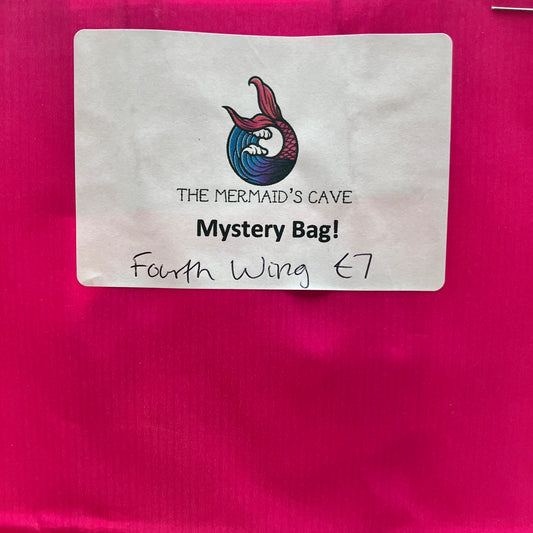 THE MERMAID'S CAVE
Mystery Bag!
Fourth Wing £7